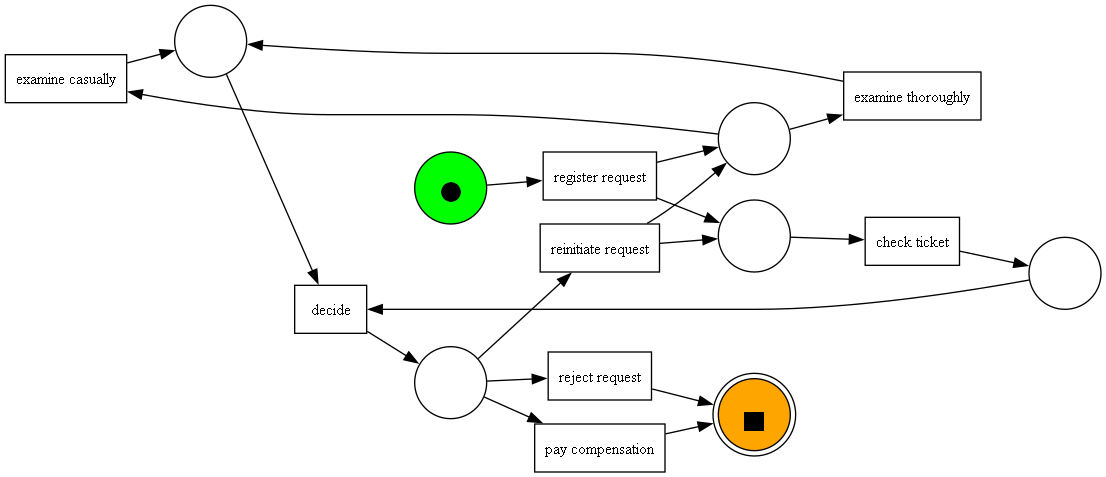 examine casually
examine thoroughly
register request
reinitiate request
check ticket
decide
reject request
pay compensation